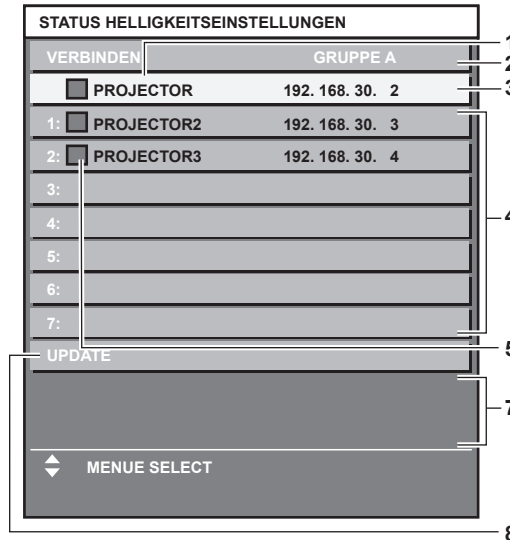 STATUS HELLIGKEITSEINSTELLUNGEN
1
VERBINDEN GRUPPE A
2
PROJECTOR 192. 168. 30. 2
3
1: PROJECTOR2 192. 168. 30. 3
2: PROJECTOR3 192. 168. 30. 4
3:
4:
4
5:
6:
7:
UPDATE
5
7
MENUE SELECT
8